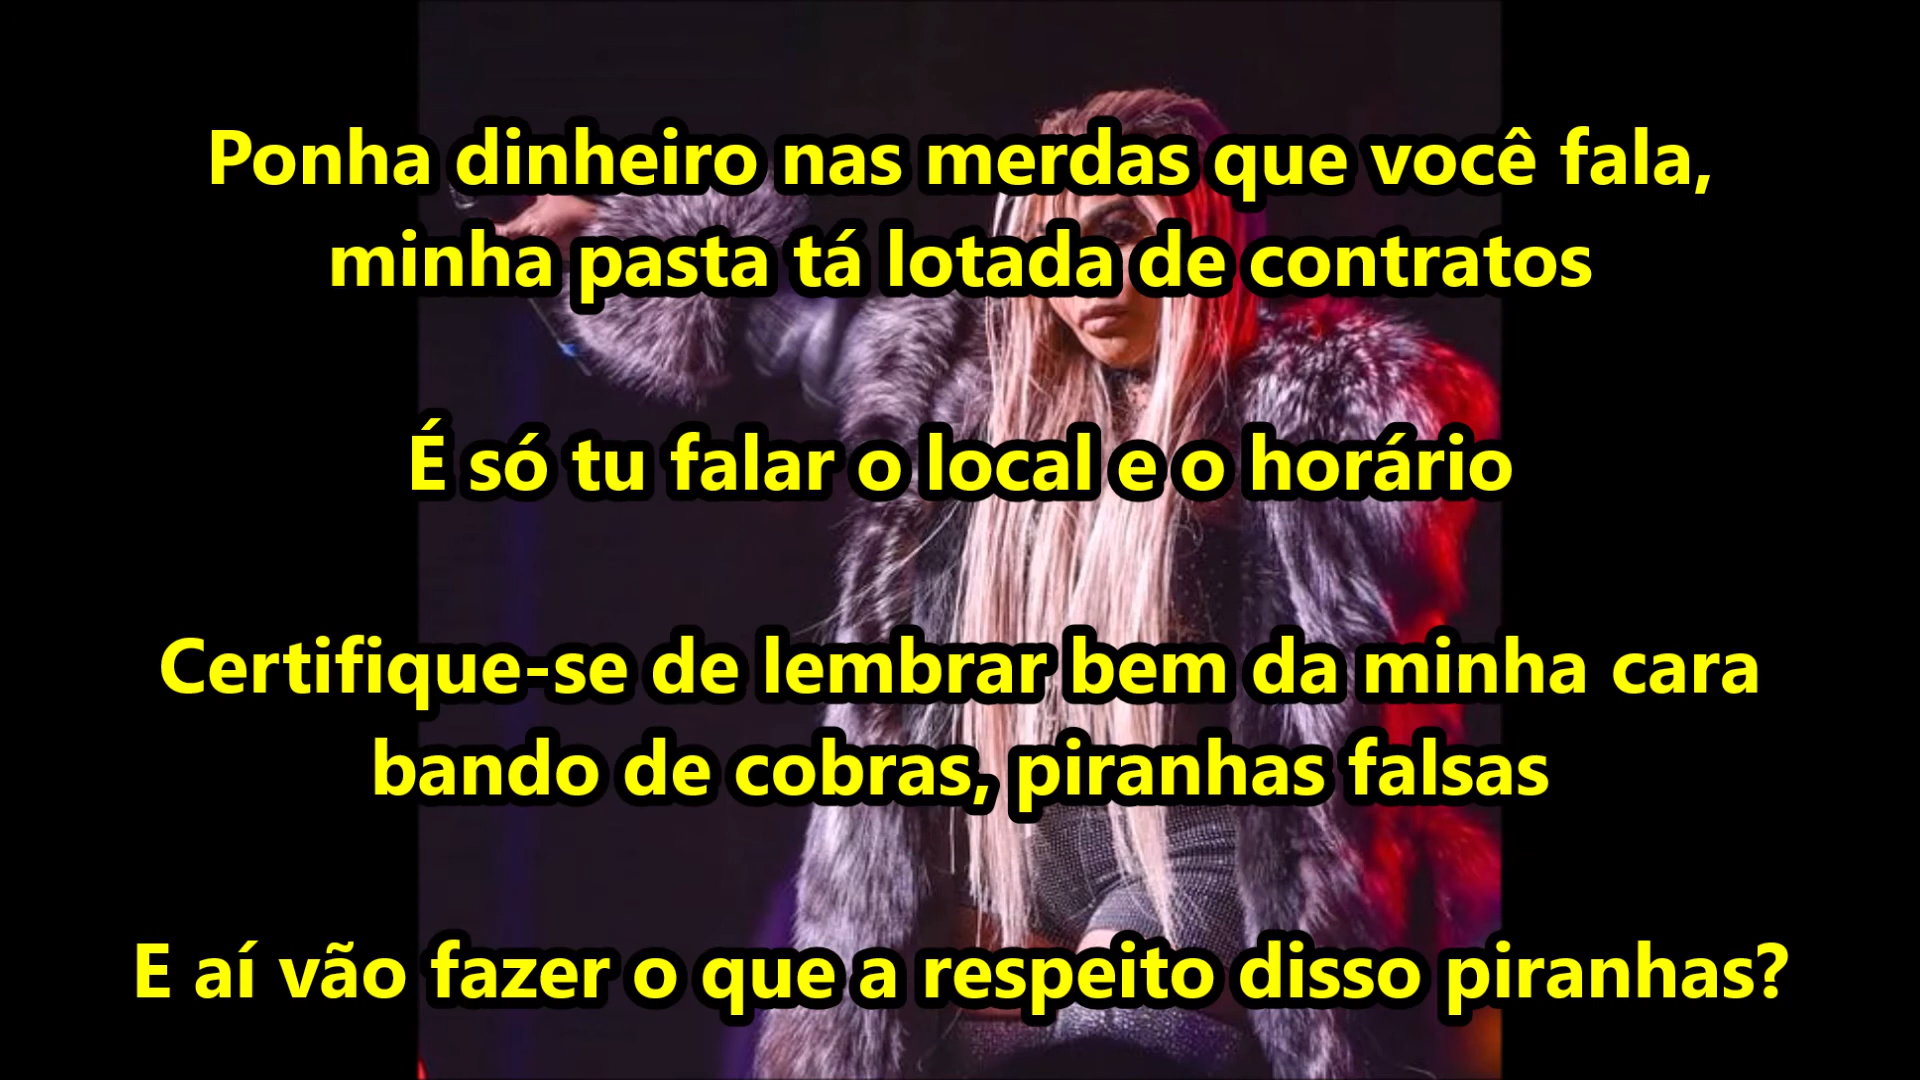 Ponha dinheiro nas merdas que você fala,
minha pasta tá lotada de contratos
É só tu falar o local e o horário
Certifique-se de lembrar bem da minha cara
bando de cobras, piranhas falsas
E aí vão fazer o que a respeito disso piranhas?